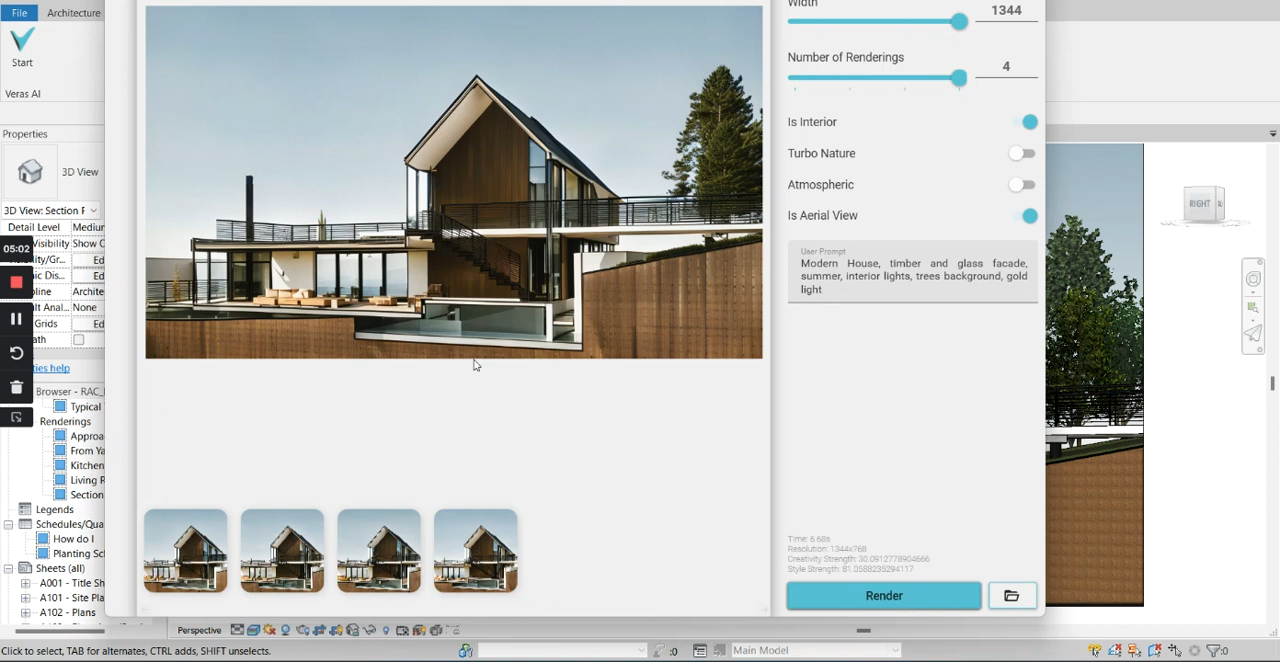 File Architecture
Start
Veras AI
Properties
3D View
3D View: Section F
Detail Level Medium
Visibility Show C
Visibility/Gr... Ed
05:02
Ed
Archite
None
Grids Ed
Browser - RAC_
Typical
Renderings
Approa
From Ya
Kitchen
Living R
Section
Legends
Schedules/Qua
How do I
Planting Sc
Sheets (all)
A001 - Title Sh
A101 - Site Pla
A102 - Plans
Width
1344
Number of Renderings
4
Is Interior
Turbo Nature
Atmospheric
Is Aerial View
User Prompt
Modern House, timber and glass facade,
summer, interior lights, trees background, gold
light
Time: 6.68s
Resolution: 1344x768
Creativity Strength: 30.0912778904666
Style Strength: 81.0588235294117
Render
RIGHT
Perspective
Click to select, TAB for alternates, CTRL adds, SHIFT unselects.
:0
Main Model
:0